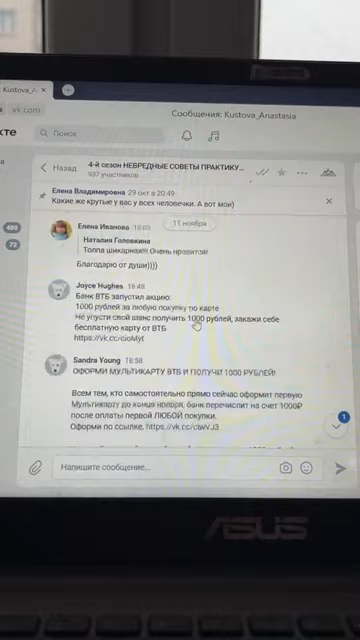 Kustova_A
vk.com
Сообщения: Kustova_Anastasia
кте
Поиск
Назад
4-й сезон НЕВРЕДНЫЕ СОВЕТЫ ПРАКТИКУ...
937 участников
Елена Владимировна 29 окт в 20:49
Какие же крутые у вас у всех человечки. А вот мои)
499
72
11 ноября
Елена Иванова 18:03
Наталия Головкина
Толпа шикарная!!! Очень нравится!
Благодарю от души))))
Joyce Hughes 18:48
Банк ВТБ запустил акцию:
1000 рублей за любую покупку по карте
Не упусти свой шанс получить 1000 рублей, закажи себе
бесплатную карту от ВТБ
https://vk.cc/cioMyt
Sandra Young 18:58
ОФОРМИ МУЛЬТИКАРТУ ВТБ И ПОЛУЧИ 1000 РУБЛЕЙ!
Всем тем, кто самостоятельно прямо сейчас оформит первую
Мультикарту до конца ноября, банк перечислит на счет 1000₽
после оплаты первой ЛЮБОЙ покупки.
Оформи по ссылке. https://vk.cc/ciwVJ3
1
Напишите сообщение...
ASUS